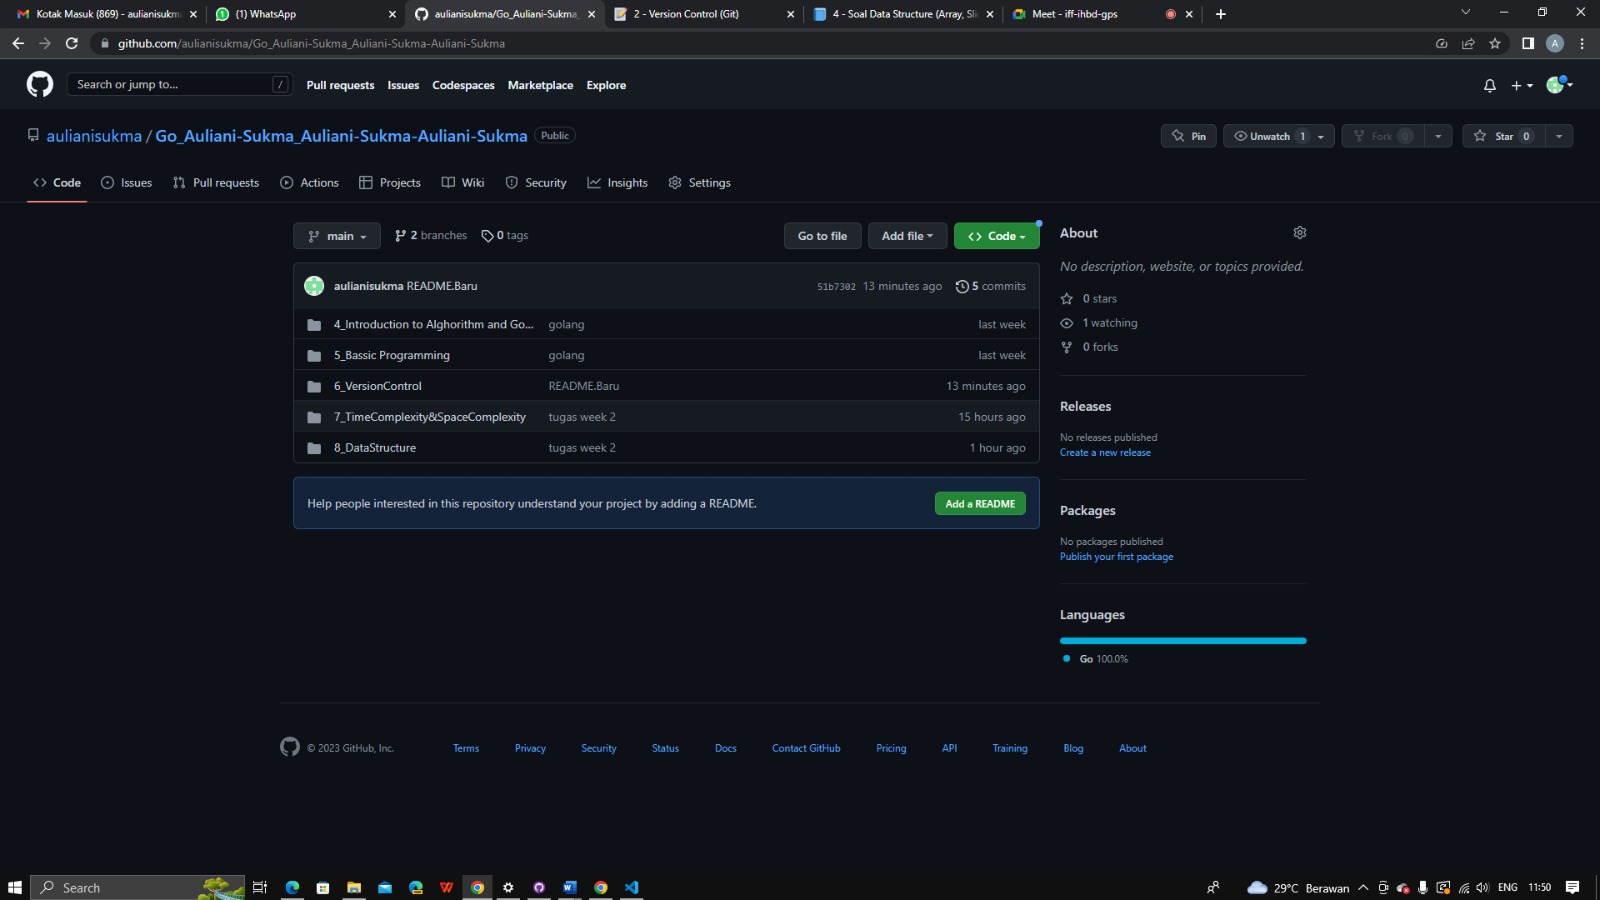 Kotak Masuk (869) - aulianisukma
(1) WhatsApp
aulianisukma/Go_Auliani-Sukma_
2 - Version Control (Git)
4 - Soal Data Structure (Array, Sli
Meet - iff-ihbd-gps
github.com/aulianisukma/Go_Auliani-Sukma_Auliani-Sukma-Auliani-Sukma
A
Search or jump to...
/
Pull requests
Issues
Codespaces
Marketplace
Explore
aulianisukma / Go_Auliani-Sukma_Auliani-Sukma-Auliani-Sukma Public
Pin
Unwatch 1
Fork 0
Star 0
Code
Issues
Pull requests
Actions
Projects
Wiki
Security
Insights
Settings
main
2 branches
0 tags
Go to file
Add file
Code
aulianisukma README.Baru
51b7302 13 minutes ago
5 commits
4_Introduction to Alghorithm and Go... golang last week
5_Bassic Programming golang last week
6_VersionControl README.Baru 13 minutes ago
7_TimeComplexity&SpaceComplexity tugas week 2 15 hours ago
8_DataStructure tugas week 2 1 hour ago
Help people interested in this repository understand your project by adding a README.
Add a README
About
No description, website, or topics provided.
0 stars
1 watching
0 forks
Releases
No releases published
Create a new release
Packages
No packages published
Publish your first package
Languages
Go 100.0%
© 2023 GitHub, Inc.
Terms
Privacy
Security
Status
Docs
Contact GitHub
Pricing
API
Training
Blog
About
Search
29°C Berawan
ENG
11:50